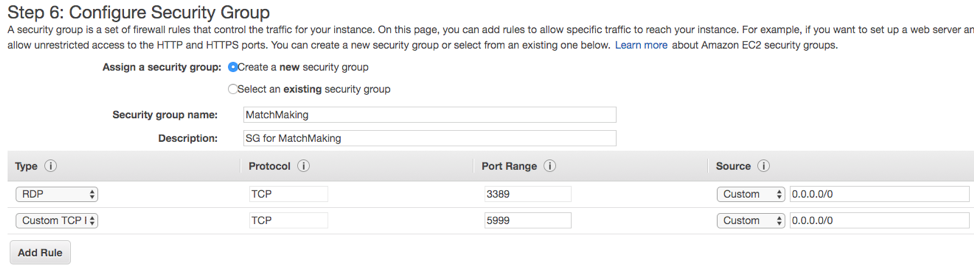 Step 6: Configure Security Group
A security group is a set of firewall rules that control the traffic for your instance. On this page, you can add rules to allow specific traffic to reach your instance. For example, if you want to set up a web server
allow unrestricted access to the HTTP and HTTPS ports. You can create a new security group or select from an existing one below. Learn more about Amazon EC2 security groups.
Assign a security group: Create a new security group
Select an existing security group
Security group name: MatchMaking
Description: SG for MatchMaking
Type i Protocol i Port Range i Source i
RDP TCP 3389 Custom 0.0.0.0/0
Custom TCP TCP 5999 Custom 0.0.0.0/0
Add Rule